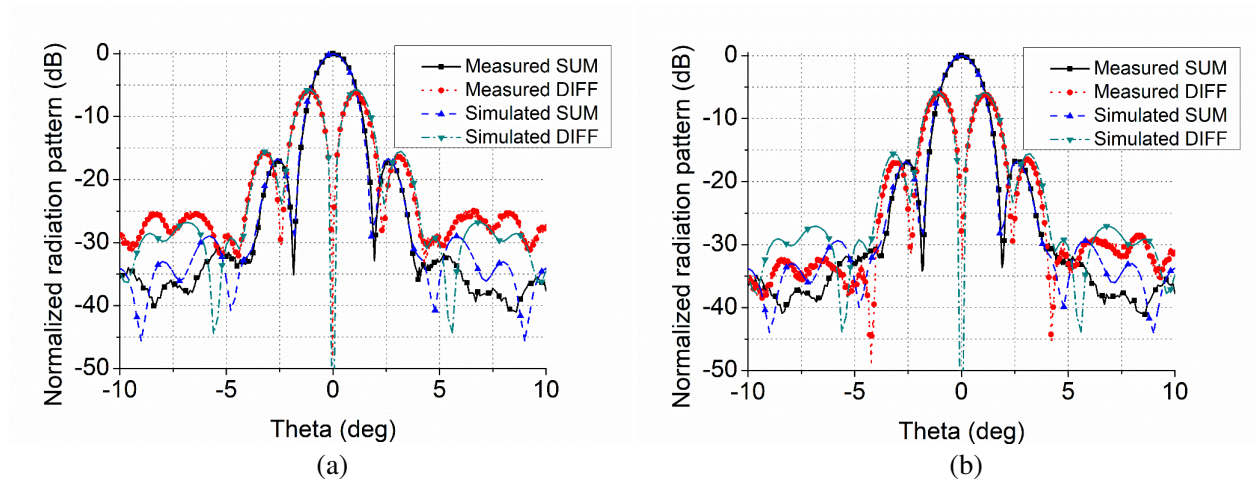 Normalized radiation pattern (dB)
0
-10
-20
-30
-40
-50
-10
-5
0
5
10
Theta (deg)
Measured SUM
Measured DIFF
Simulated SUM
Simulated DIFF
(a)
Normalized radiation pattern (dB)
0
-10
-20
-30
-40
-50
-10
-5
0
5
10
Theta (deg)
Measured SUM
Measured DIFF
Simulated SUM
Simulated DIFF
(b)